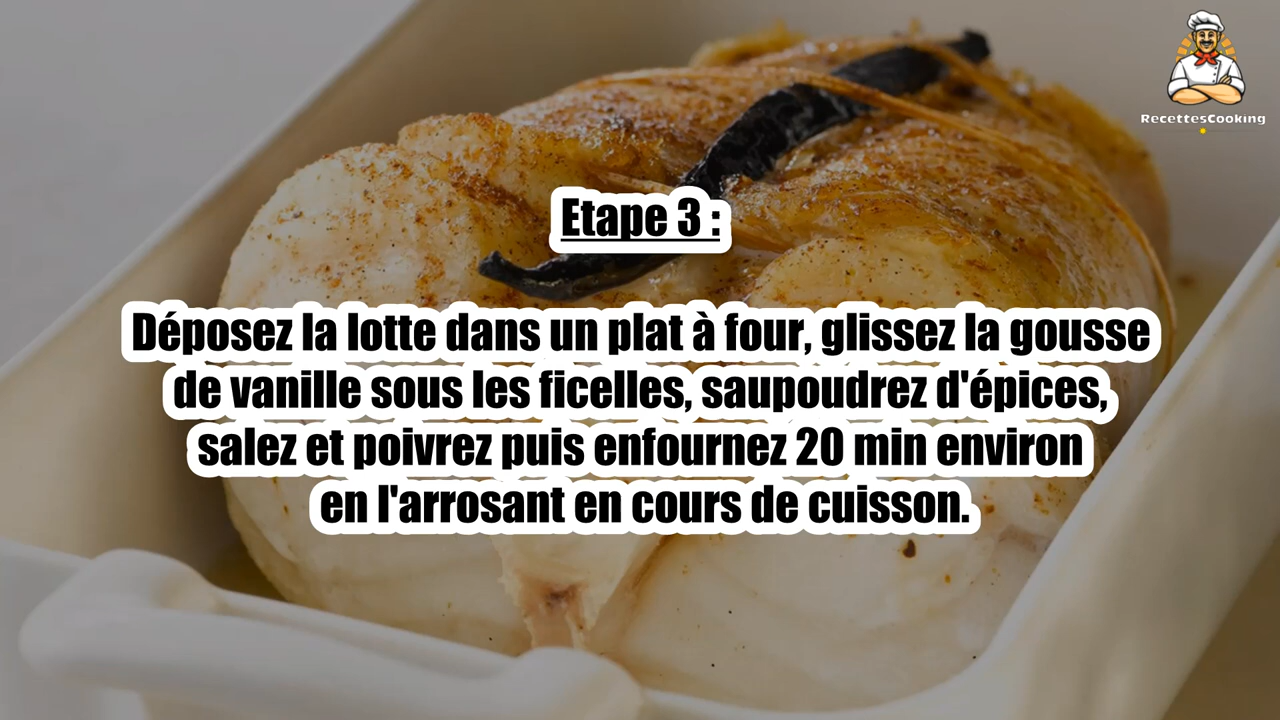 RecettesCooking
Etape 3 :
Déposez la lotte dans un plat à four, glissez la gousse
de vanille sous les ficelles, saupoudrez d'épices,
salez et poivrez puis enfournez 20 min environ
en l'arrosant en cours de cuisson.